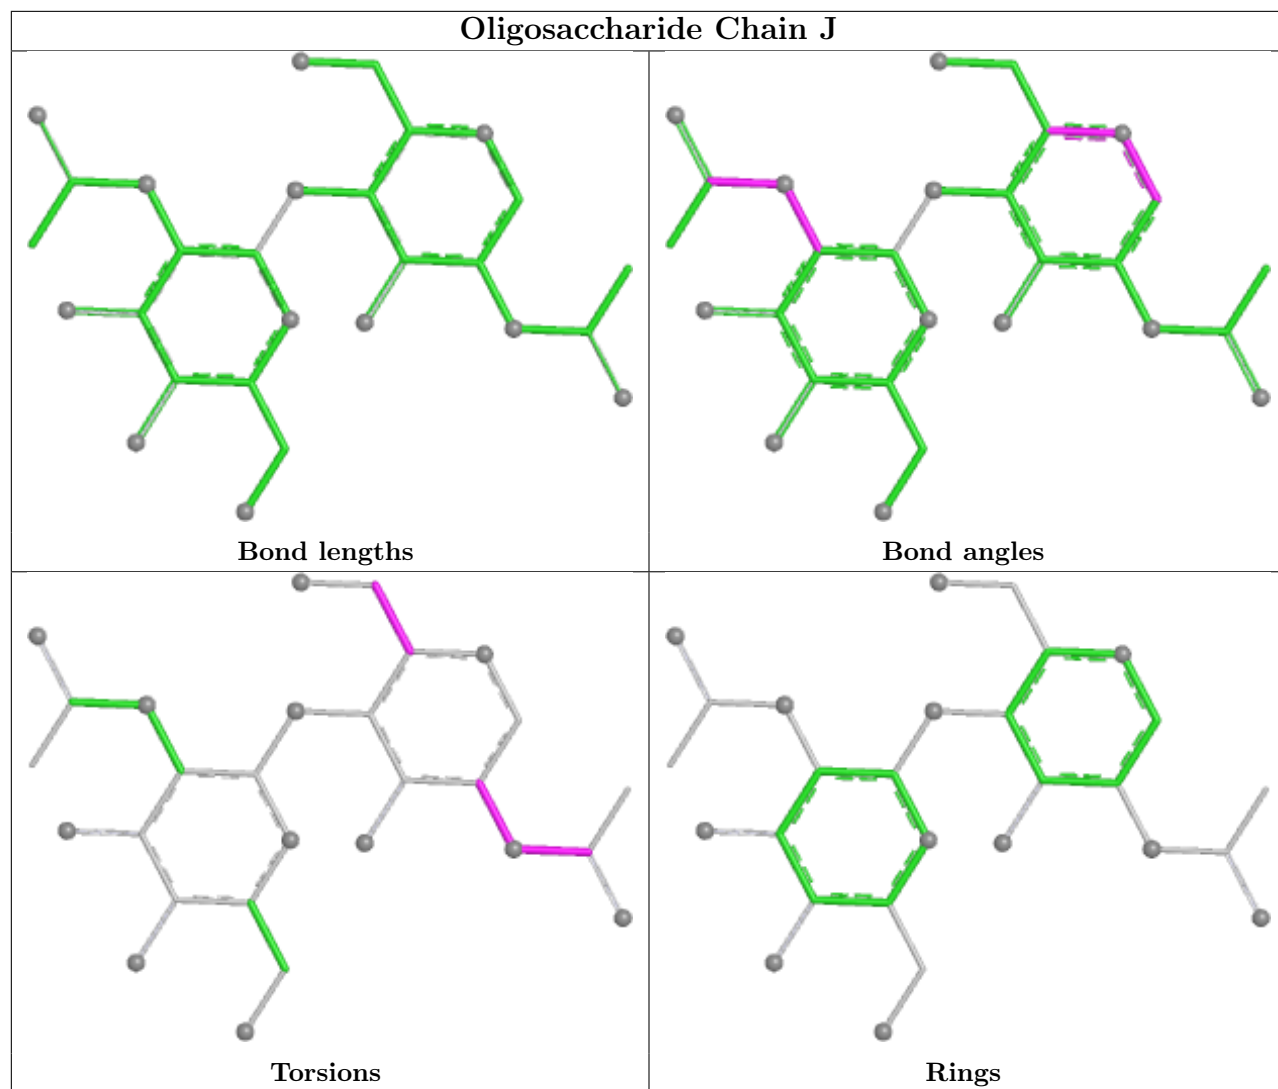 Oligosaccharide Chain J
Bond lengths
Bond angles
Torsions
Rings